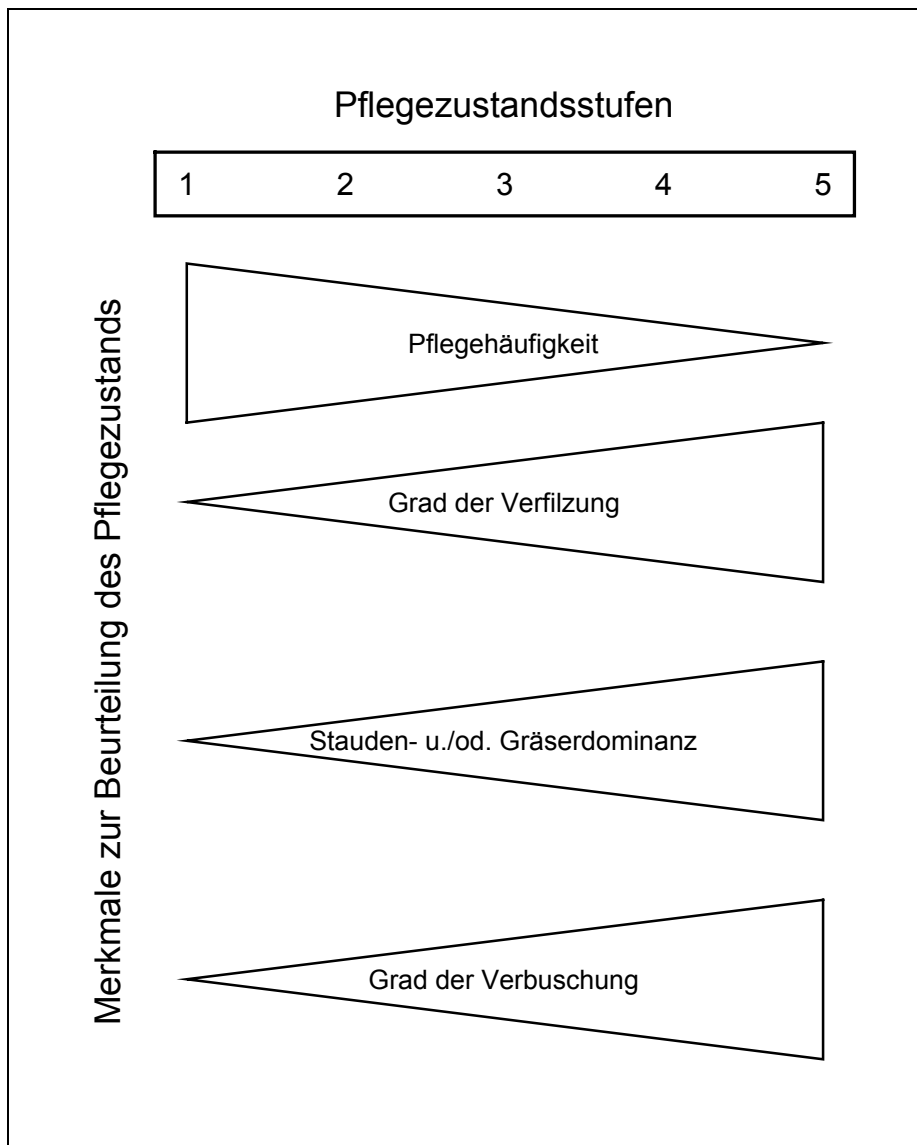 Pflegezustandsstufen
1 2 3 4 5
Merkmale zur Beurteilung des Pflegezustands
Pflegehäufigkeit
Grad der Verfilzung
Stauden- u./od. Gräserdominanz
Grad der Verbuschung